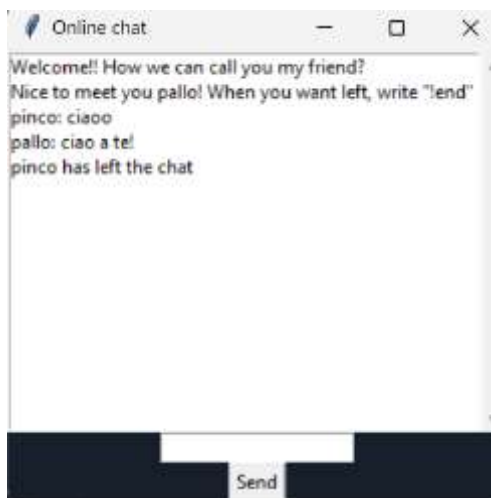 Online chat
Welcome!! How we can call you my friend?
Nice to meet you pallo! When you want left, write "!end"
pinco: ciaoo
pallo: ciao a te!
pinco has left the chat
Send